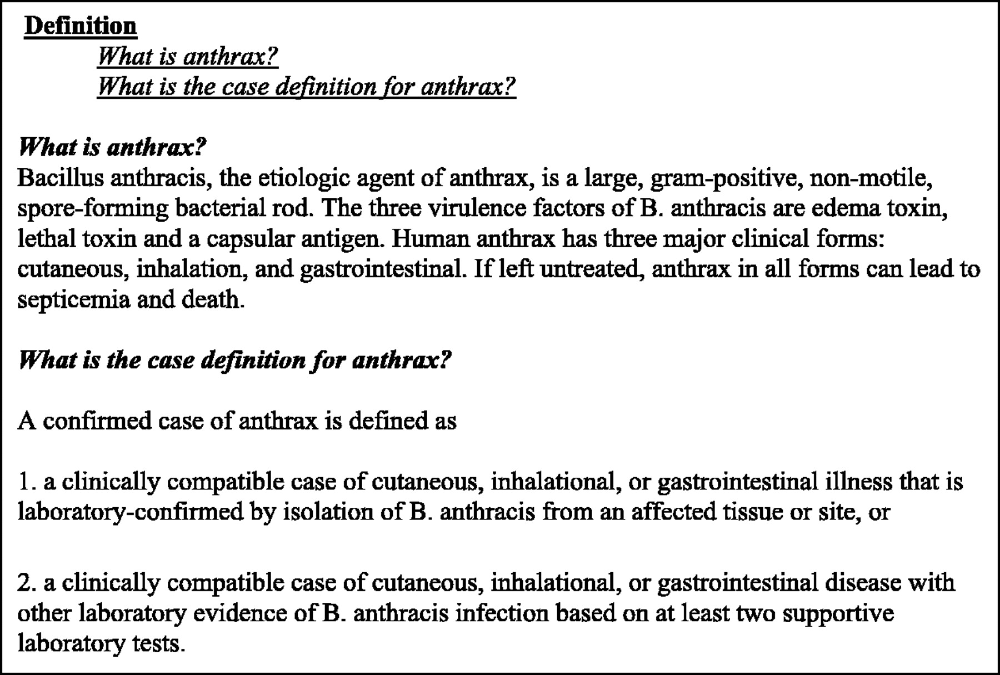 Definition
What is anthrax?
What is the case definition for anthrax?
What is anthrax?
Bacillus anthracis, the etiologic agent of anthrax, is a large, gram-positive, non-motile,
spore-forming bacterial rod. The three virulence factors of B. anthracis are edema toxin,
lethal toxin and a capsular antigen. Human anthrax has three major clinical forms:
cutaneous, inhalation, and gastrointestinal. If left untreated, anthrax in all forms can lead to
septicemia and death.
What is the case definition for anthrax?
A confirmed case of anthrax is defined as
1. a clinically compatible case of cutaneous, inhalational, or gastrointestinal illness that is
laboratory-confirmed by isolation of B. anthracis from an affected tissue or site, or
2. a clinically compatible case of cutaneous, inhalational, or gastrointestinal disease with
other laboratory evidence of B. anthracis infection based on at least two supportive
laboratory tests.